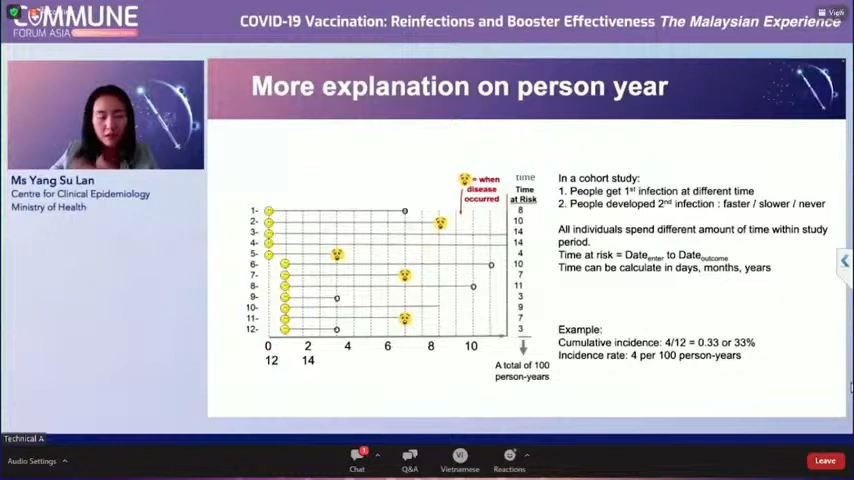 COMMUNE
FORUM ASIA
COVID-19 Vaccination: Reinfections and Booster Effectiveness The Malaysian Experience
View
More explanation on person year
Ms Yang Su Lan
Centre for Clinical Epidemiology
Ministry of Health
= when
disease
occurred
time
Time
at Risk
1- 8
2- 10
3- 14
4- 14
5- 4
6- 10
7- 7
8- 11
9- 3
10- 9
11- 7
12- 3
0 2 4 6 8 10
12 14
A total of 100
person-years
In a cohort study:
1. People get 1st infection at different time
2. People developed 2nd infection : faster / slower / never
All individuals spend different amount of time within study
period.
Time at risk = Dateenter to Dateoutcome
Time can be calculate in days, months, years
Example:
Cumulative incidence: 4/12 = 0.33 or 33%
Incidence rate: 4 per 100 person-years
Technical A
Audio Settings
1
Chat
Q&A
Vi
Vietnamese
Reactions
Leave